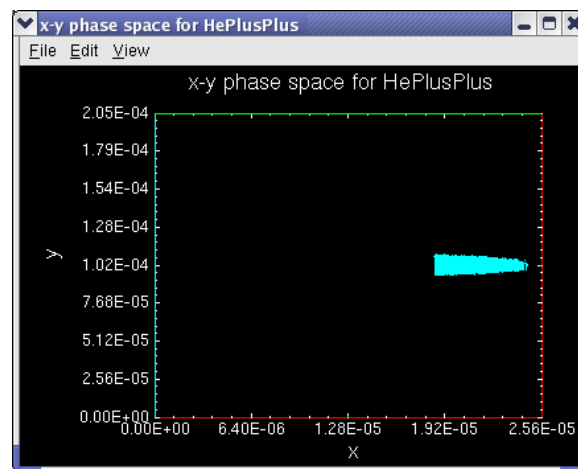 x-y phase space for HePlusPlus
File Edit View
x-y phase space for HePlusPlus
2.05E-04
1.79E-04
1.54E-04
1.28E-04
y
1.02E-04
7.68E-05
5.12E-05
2.56E-05
0.00E+00
0.00E+00 6.40E-06 1.28E-05 1.92E-05 2.56E-05
X